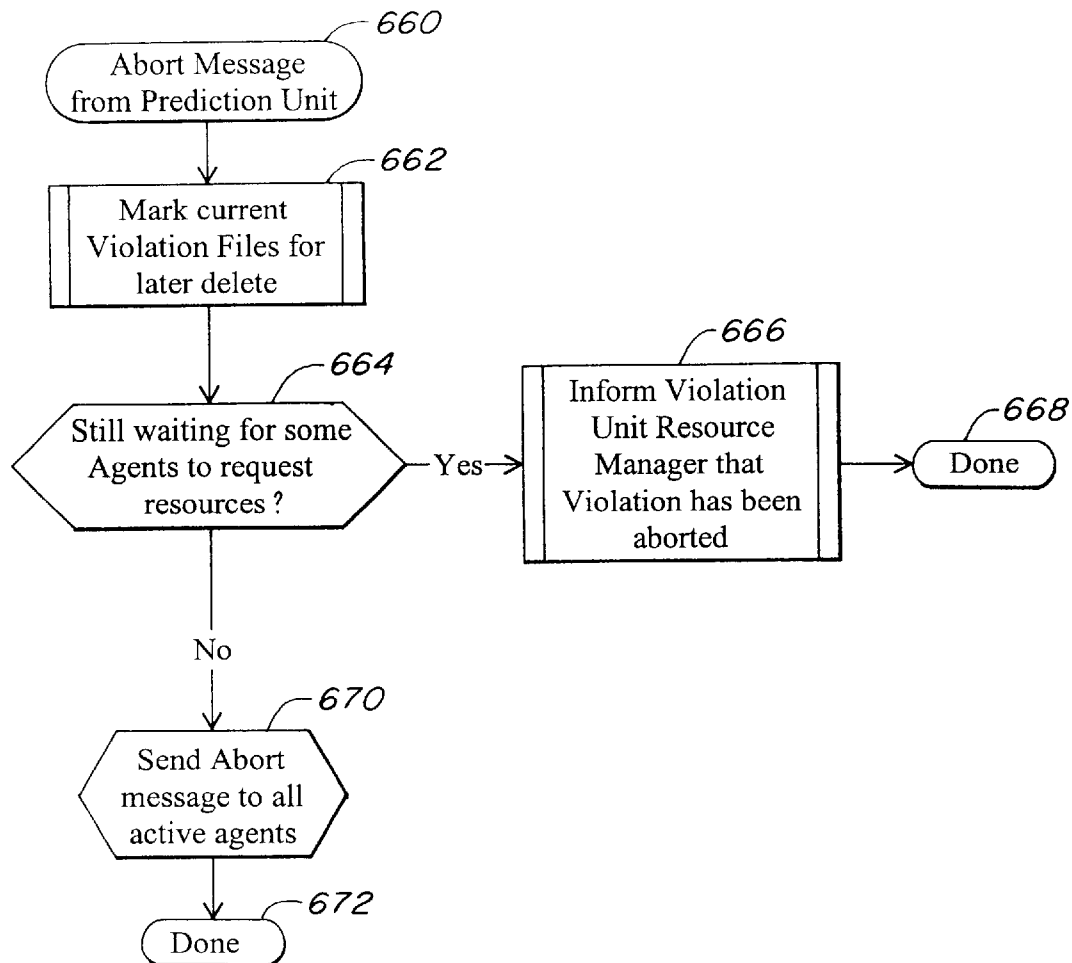 660
Abort Message
from Prediction Unit
662
Mark current
Violation Files for
later delete
664
Still waiting for some
Agents to request
resources ?
Yes
666
Inform Violation
Unit Resource
Manager that
Violation has been
aborted
668
Done
No
670
Send Abort
message to all
active agents
672
Done